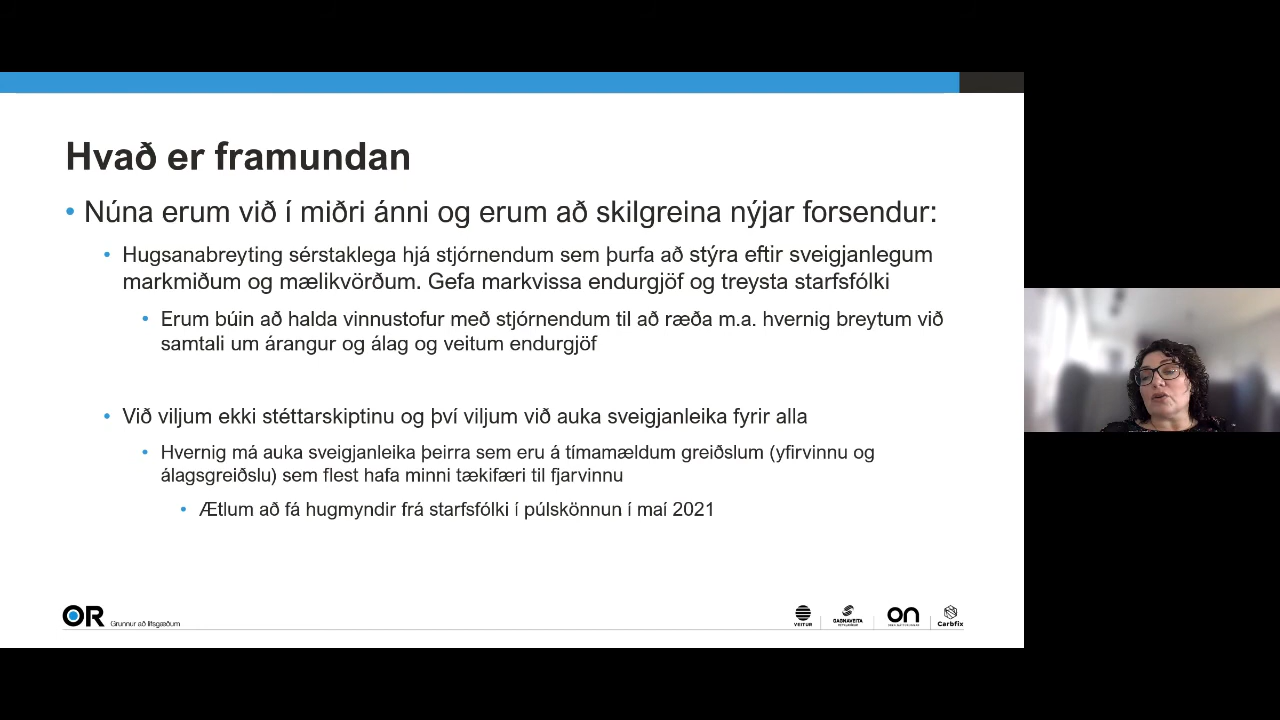 Hvað er framundan
• Núna erum við í miðri ánni og erum að skilgreina nýjar forsendur:
• Hugsanabreyting sérstaklega hjá stjórnendum sem þurfa að stýra eftir sveigjanlegum
markmiðum og mælikvörðum. Gefa markvissa endurgjöf og treysta starfsfólki
• Erum búin að halda vinnustofur með stjórnendum til að ræða m.a. hvernig breytum við
samtali um árangur og álag og veitum endurgjöf
• Við viljum ekki stéttarskiptinu og því viljum við auka sveigjanleika fyrir alla
• Hvernig má auka sveigjanleika þeirra sem eru á tímamældum greiðslum (yfirvinnu og
álagsgreiðslu) sem flest hafa minni tækifæri til fjarvinnu
• Ætlum að fá hugmyndir frá starfsfólki í púlskönnun í maí 2021
OR Grunnur að lífsgæðum
VEITUR GAGNAVEITA ON Carbfix